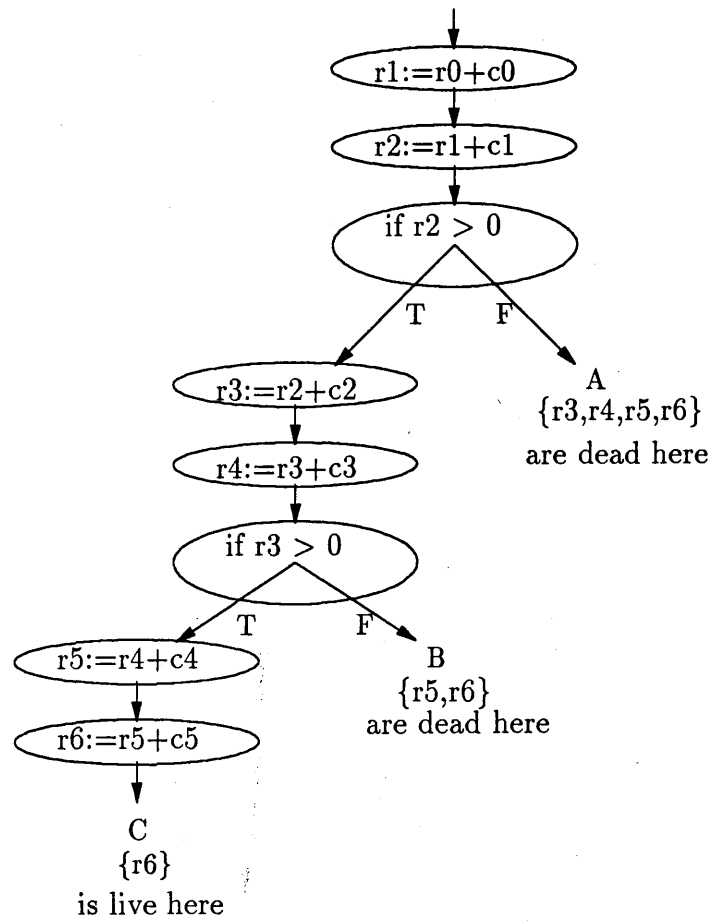 r1:=r0+c0
r2:=r1+c1
if r2 > 0
T
F
r3:=r2+c2
A
{r3,r4,r5,r6}
are dead here
r4:=r3+c3
if r3 > 0
T
F
r5:=r4+c4
B
{r5,r6}
are dead here
r6:=r5+c5
C
{r6}
is live here